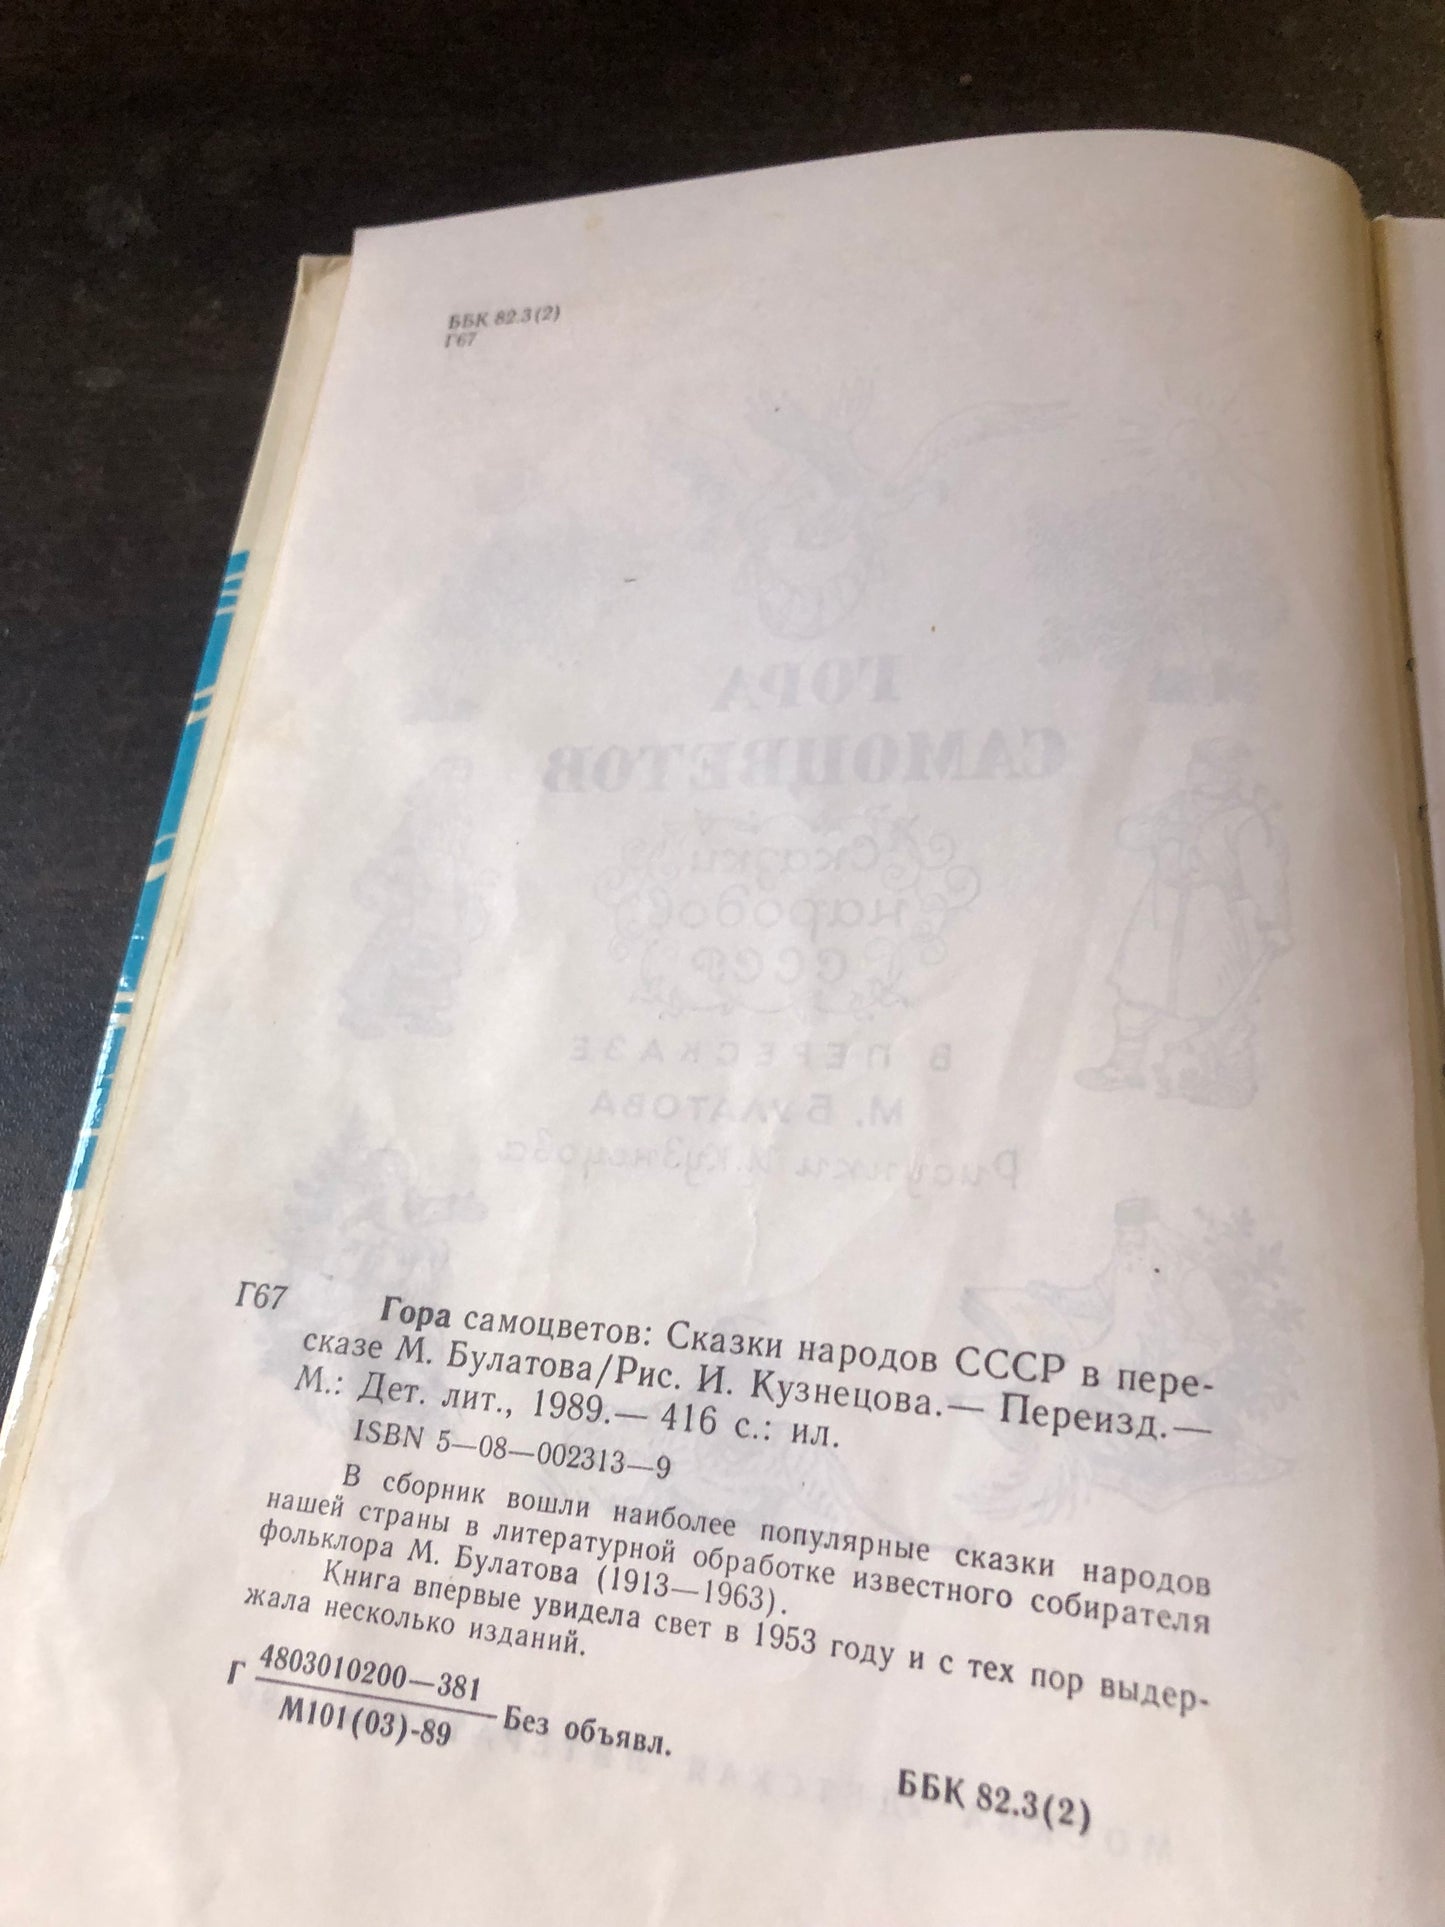 ББК 82.3(2)
Г67
ГОРА
САМОЦВЕТОВ
Сказки
народов
СССР
В ПЕРЕСКАЗЕ
М. БУЛАТОВА
Рисунки И. Кузнецова
Г67
Гора самоцветов: Сказки народов СССР в пере-
сказе М. Булатова/Рис. И. Кузнецова.— Переизд.—
М.: Дет. лит., 1989.— 416 с.: ил.
ISBN 5—08—002313—9
В сборник вошли наиболее популярные сказки народов
нашей страны в литературной обработке известного собирателя
фольклора М. Булатова (1913—1963).
Книга впервые увидела свет в 1953 году и с тех пор выдер-
жала несколько изданий.
Г 4803010200—381
М101(03)-89
Без объявл.
ББК 82.3(2)